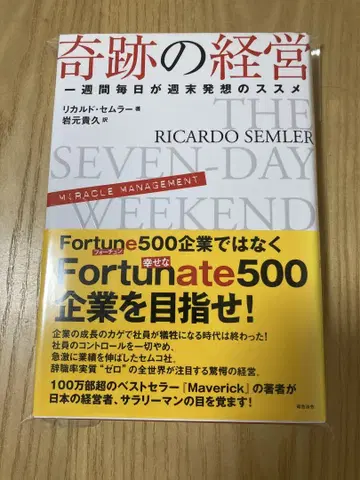 奇跡の経営
一週間毎日が週末発想のススメ
リカルド・セムラー 著
岩元貴久 訳
THE
RICARDO SEMLER
SEVEN-DAY
WEEKEND
MIRACLE MANAGEMENT
Fortune500企業ではなく
フォーチュン 幸せな
Fortunate500
企業を目指せ!
企業の成長のカゲで社員が犠牲になる時代は終わった!
社員のコントロールを一切やめ、
急激に業績を伸ばしたセムコ社。
辞職率実質“ゼロ”の全世界が注目する驚愕の経営。
100万部超のベストセラー『Maverick』の著者が
日本の経営者、サラリーマンの目を覚ます!
総合法令